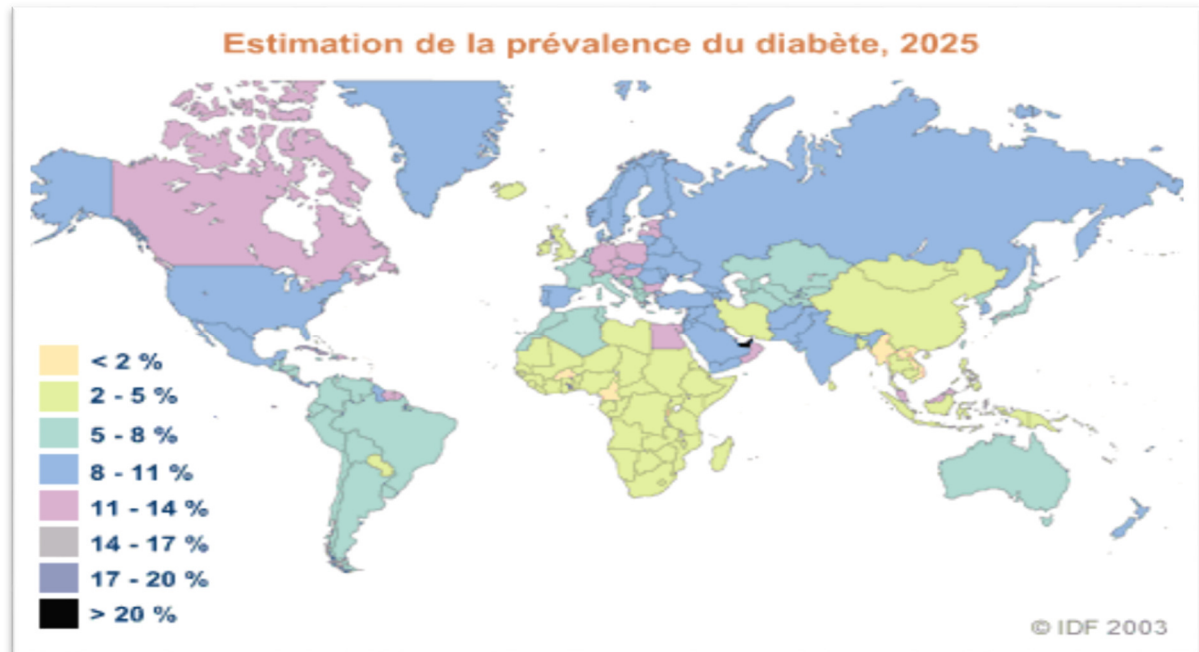 Estimation de la prévalence du diabète, 2025
< 2 %
2 - 5 %
5 - 8 %
8 - 11 %
11 - 14 %
14 - 17 %
17 - 20 %
> 20 %
© IDF 2003